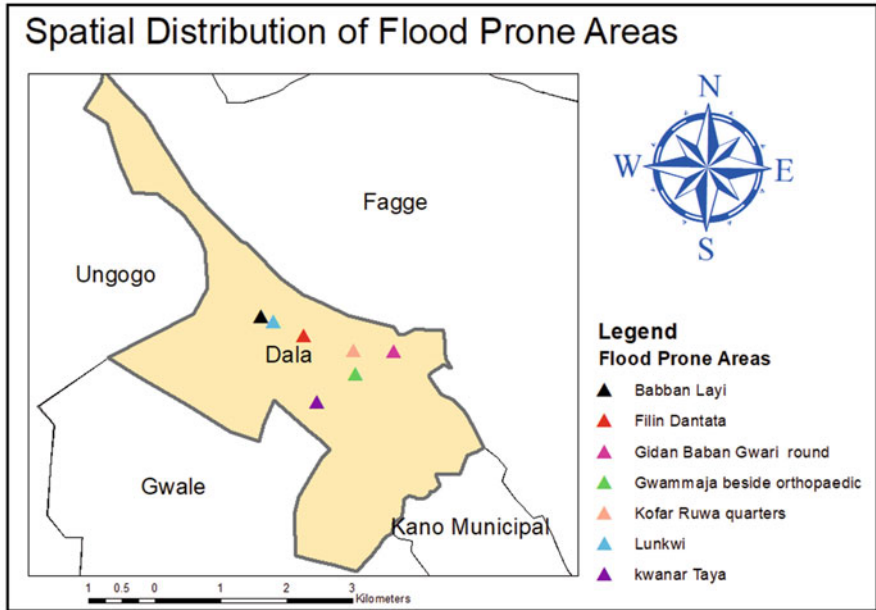 Spatial Distribution of Flood Prone Areas
N
W E
S
Fagge
Ungogo
Dala
Gwale
Kano Municipal
Legend
Flood Prone Areas
Babban Layi
Filin Dantata
Gidan Baban Gwari round
Gwammaja beside orthopaedic
Kofar Ruwa quarters
Lunkwi
kwanar Taya
1 0.5 0 1 2 3
Kilometers